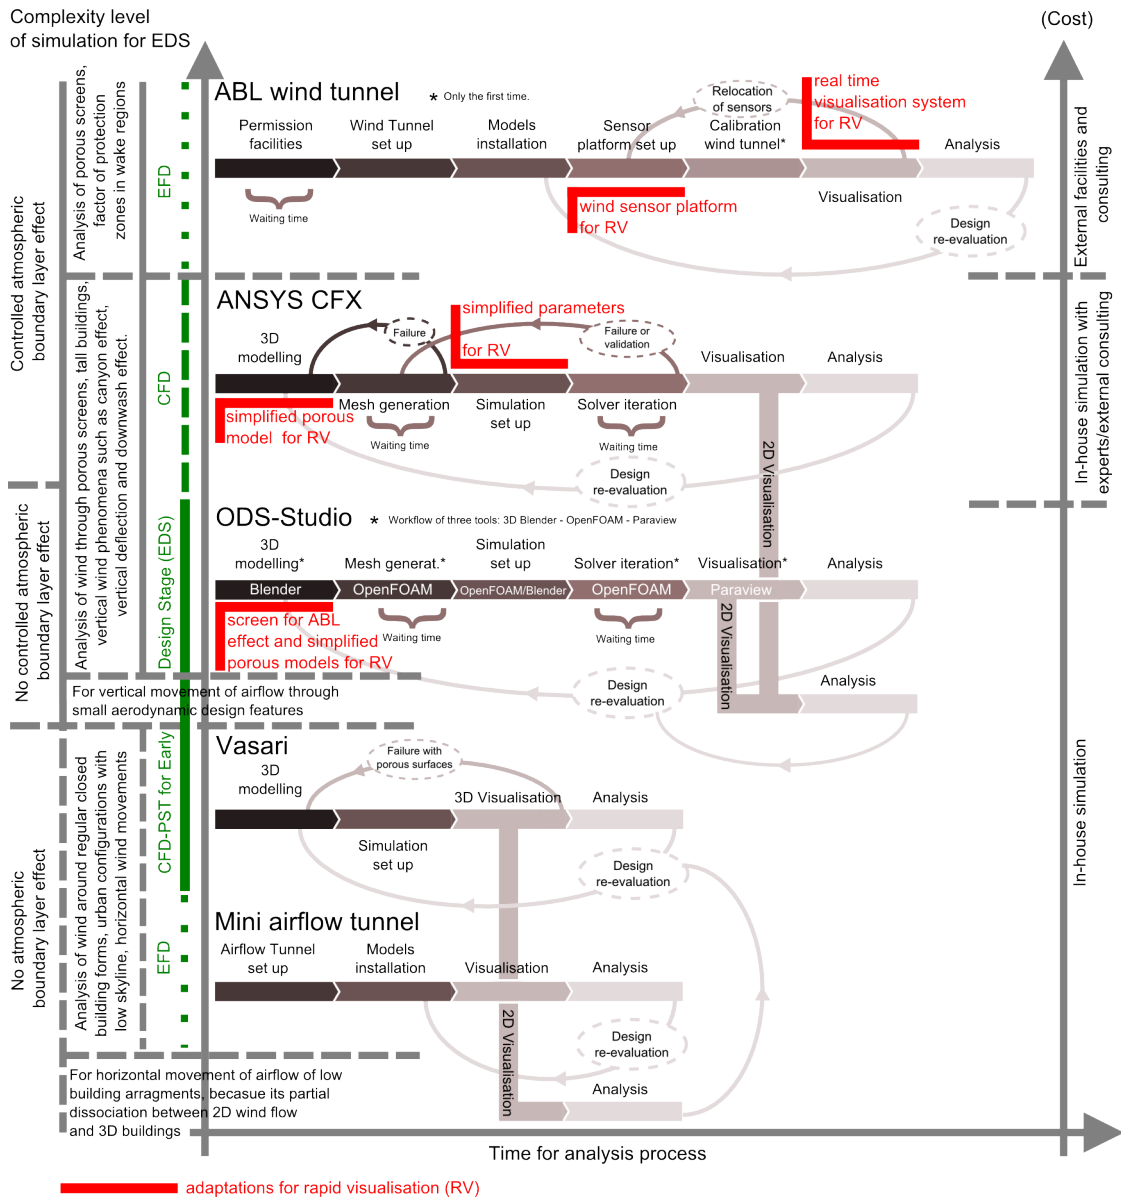 Complexity level
of simulation for EDS
(Cost)
Controlled atmospheric
boundary layer effect
No controlled atmospheric
boundary layer effect
No atmospheric
boundary layer effect
Analysis of porous screens,
factor of protection
zones in wake regions
Analysis of wind through porous screens, tall buildings,
vertical wind phenomena such as canyon effect,
vertical deflection and downwash effect.
For vertical movement of airflow through
small aerodynamic design features
Analysis of wind around regular closed
building forms, urban configurations with
low skyline, horizontal wind movements
For horizontal movement of airflow of low
building arragments, becasue its partial
dissociation between 2D wind flow
and 3D buildings
EFD
CFD
Design Stage (EDS)
CFD-PST for Early
EFD
ABL wind tunnel
* Only the first time.
Relocation
of sensors
real time
visualisation system
for RV
Permission
facilities
Wind Tunnel
set up
Models
installation
Sensor
platform set up
Calibration
wind tunnel*
Analysis
Waiting time
wind sensor platform
for RV
Visualisation
Design
re-evaluation
ANSYS CFX
simplified parameters
for RV
Failure
Failure or
validation
3D
modelling
Visualisation
Analysis
simplified porous
model for RV
Mesh generation
Simulation
set up
Solver iteration
Waiting time
Waiting time
Design
re-evaluation
2D Visualisation
ODS-Studio
* Workflow of three tools: 3D Blender - OpenFOAM - Paraview
3D
modelling*
Mesh generat.*
Simulation
set up
Solver iteration*
Visualisation*
Analysis
Blender
OpenFOAM
OpenFOAM/Blender
OpenFOAM
Paraview
screen for ABL
effect and simplified
porous models for RV
Waiting time
Waiting time
2D Visualisation
Design
re-evaluation
Analysis
Vasari
Failure with
porous surfaces
3D
modelling
3D Visualisation
Analysis
Simulation
set up
Design
re-evaluation
Mini airflow tunnel
Airflow Tunnel
set up
Models
installation
Visualisation
Analysis
2D Visualisation
Design
re-evaluation
Analysis
External facilities and
consulting
In-house simulation with
experts/external consulting
In-house simulation
Time for analysis process
adaptations for rapid visualisation (RV)